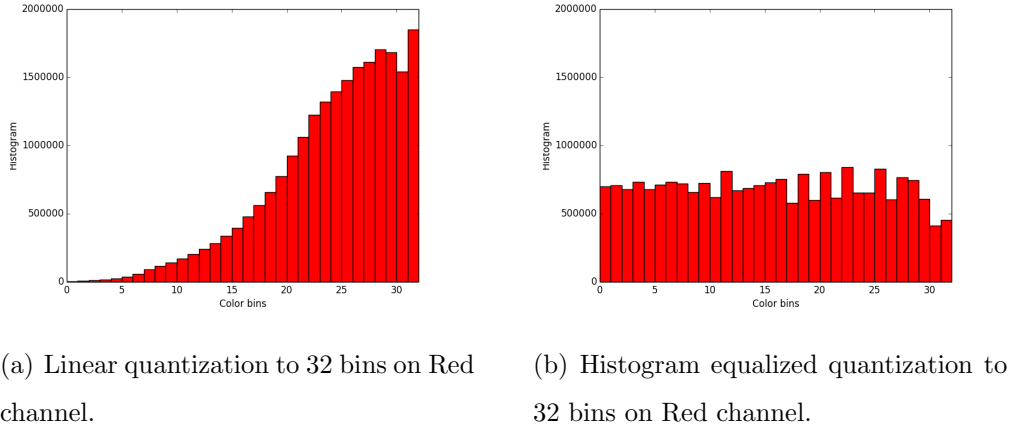 2000000
1500000
1000000
500000
0
Histogram
0 5 10 15 20 25 30
Color bins
2000000
1500000
1000000
500000
0
Histogram
0 5 10 15 20 25 30
Color bins
(a) Linear quantization to 32 bins on Red
channel.
(b) Histogram equalized quantization to
32 bins on Red channel.